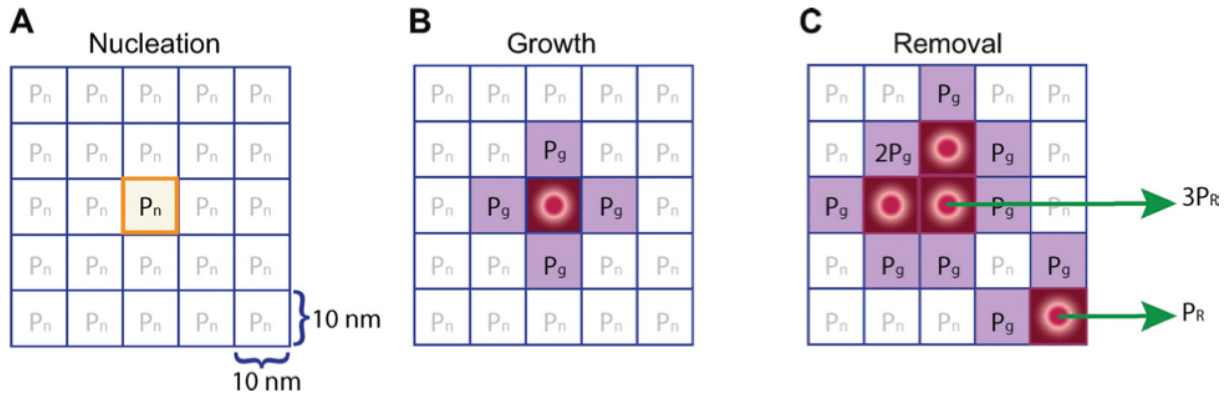 A
Nucleation
Pn Pn Pn Pn Pn
Pn Pn Pn Pn Pn
Pn Pn Pn Pn Pn
Pn Pn Pn Pn Pn
Pn Pn Pn Pn Pn
10 nm
10 nm
B
Growth
Pn Pn Pn Pn Pn
Pn Pn Pg Pn Pn
Pn Pg Pg Pn
Pn Pn Pg Pn Pn
Pn Pn Pn Pn Pn
C
Removal
Pn Pn Pg Pn Pn
Pn 2Pg Pg Pn
Pg Pg Pn
3PR
Pn Pg Pg Pn Pg
Pn Pn Pn Pg
PR